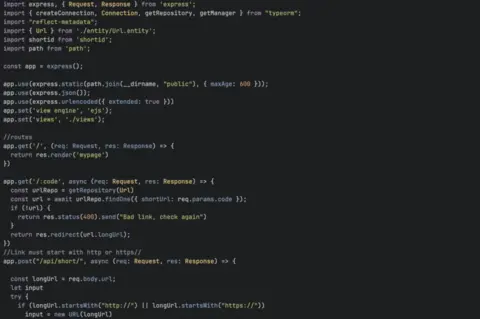 import express, { Request, Response } from 'express';
import { createConnection, Connection, getRepository, getManager } from "typeorm";
import "reflect-metadata";
import { Url } from './entity/Url.entity';
import shortid from 'shortid';
import path from 'path';
const app = express();
app.use(express.static(path.join(__dirname, "public"), { maxAge: 600 }));
app.use(express.json());
app.use(express.urlencoded({ extended: true }))
app.set('view engine', 'ejs');
app.set('views', './views');
//routes
app.get('/', (req: Request, res: Response) => {
return res.render('mypage')
})
app.get('/:code', async (req: Request, res: Response) => {
const urlRepo = getRepository(Url)
const url = await urlRepo.findOne({ shortUrl: req.params.code });
if (!url) {
return res.status(400).send("Bad link, check again")
}
return res.redirect(url.longUrl);
})
//Link must start with http or https//
app.post("/api/short/", async (req: Request, res: Response) => {
const longUrl = req.body.url;
let input
try {
if (longUrl.startsWith("http://") || longUrl.startsWith("https://"))
input = new URL(longUrl)